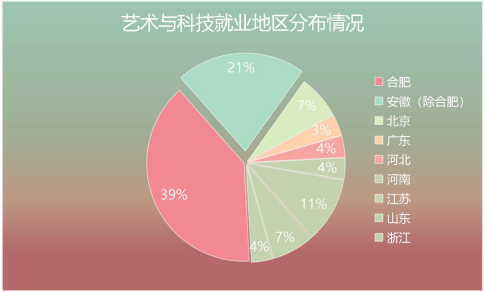 艺术与科技就业地区分布情况
21%
7%
3%
4%
4%
11%
7%
4%
39%
合肥
安徽（除合肥）
北京
广东
河北
河南
江苏
山东
浙江